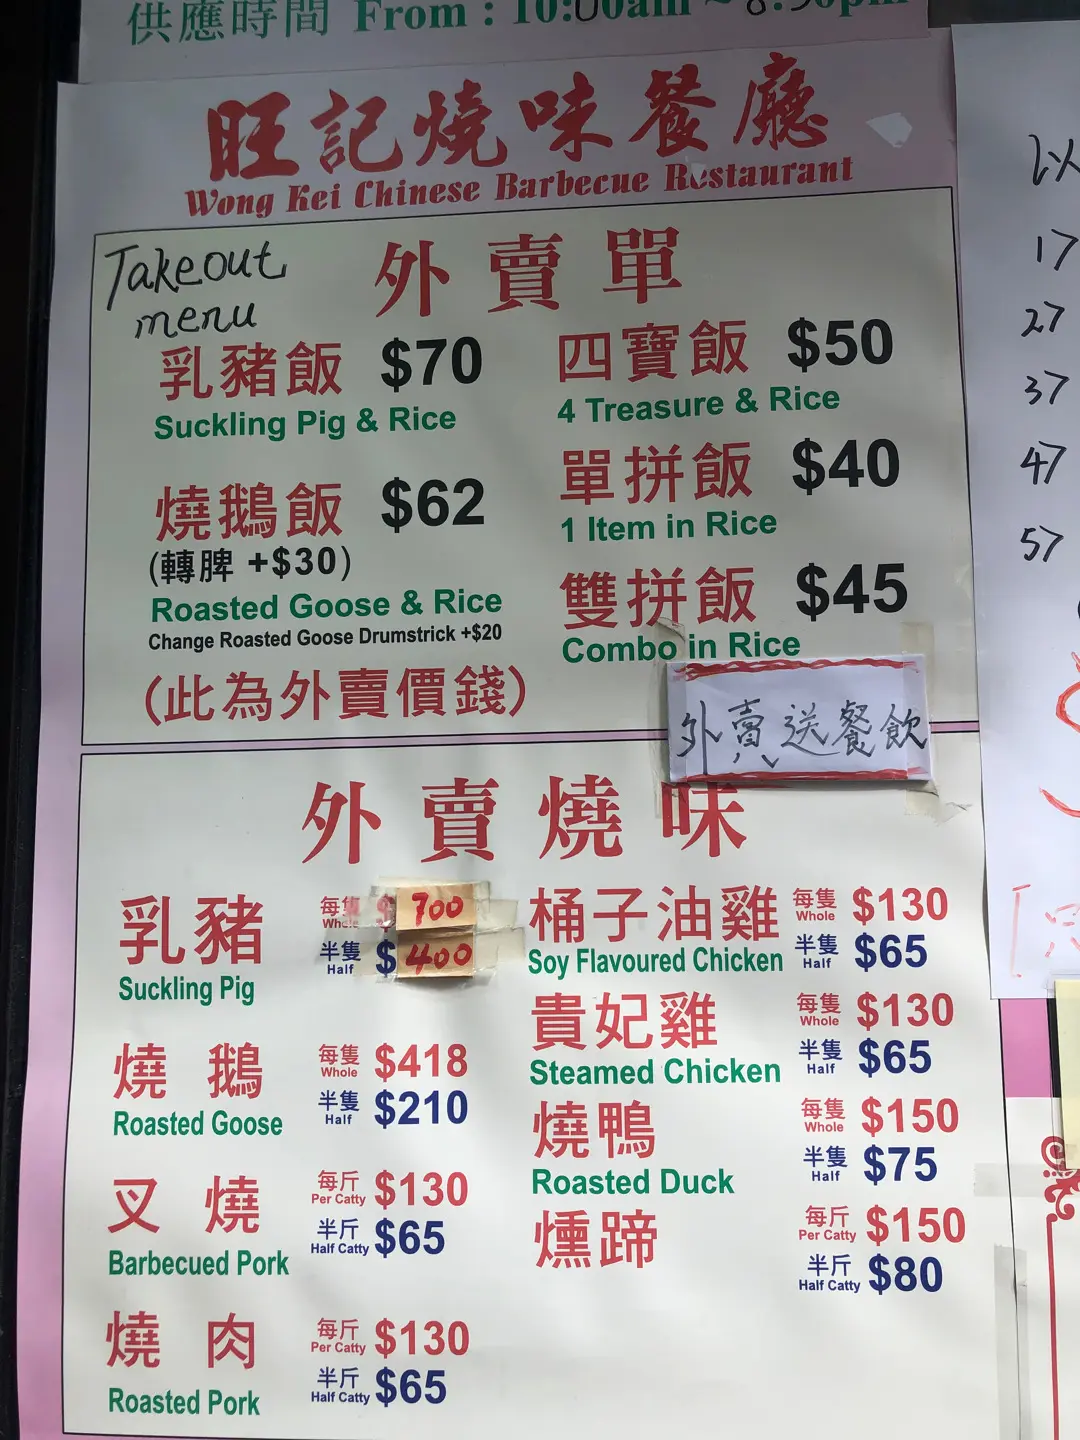 供應時間 From : 10:00am ~ 8:30pm
旺記燒味餐廳
Wong Kei Chinese Barbecue Restaurant
Takeout
menu
外賣單
乳豬飯 $70
Suckling Pig & Rice
燒鵝飯 $62
(轉脾 +$30)
Roasted Goose & Rice
Change Roasted Goose Drumstrick +$20
(此為外賣價錢)
四寶飯 $50
4 Treasure & Rice
單拼飯 $40
1 Item in Rice
雙拼飯 $45
Combo in Rice
外賣送餐飲
外賣燒味
乳豬 每隻 $ 700
Whole
半隻 $ 400
Half
Suckling Pig
燒鵝 每隻 $418
Whole
半隻 $210
Half
Roasted Goose
叉燒 每斤 $130
Per Catty
半斤 $65
Half Catty
Barbecued Pork
燒肉 每斤 $130
Per Catty
半斤 $65
Half Catty
Roasted Pork
桶子油雞 每隻 $130
Whole
半隻 $65
Half
Soy Flavoured Chicken
貴妃雞 每隻 $130
Whole
半隻 $65
Half
Steamed Chicken
燒鴨 每隻 $150
Whole
半隻 $75
Half
Roasted Duck
燻蹄 每斤 $150
Per Catty
半斤 $80
Half Catty
以
17
27
37
47
57